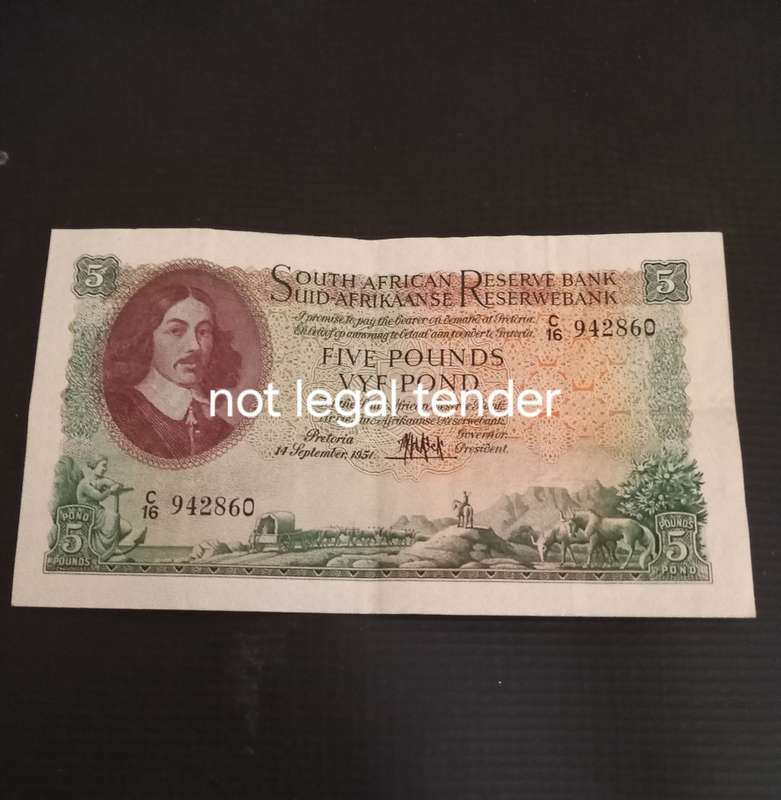 5
5
SOUTH AFRICAN RESERVE BANK
SUID-AFRIKAANSE RESERWEBANK
I promise to pay the bearer on demand at Pretoria.
C/16 942860
FIVE POUNDS
VYF POND
not legal tender
Pretoria
14 September, 1951.
Governor.
President.
C/16 942860
POND
5
POUNDS
POUNDS
5
POND